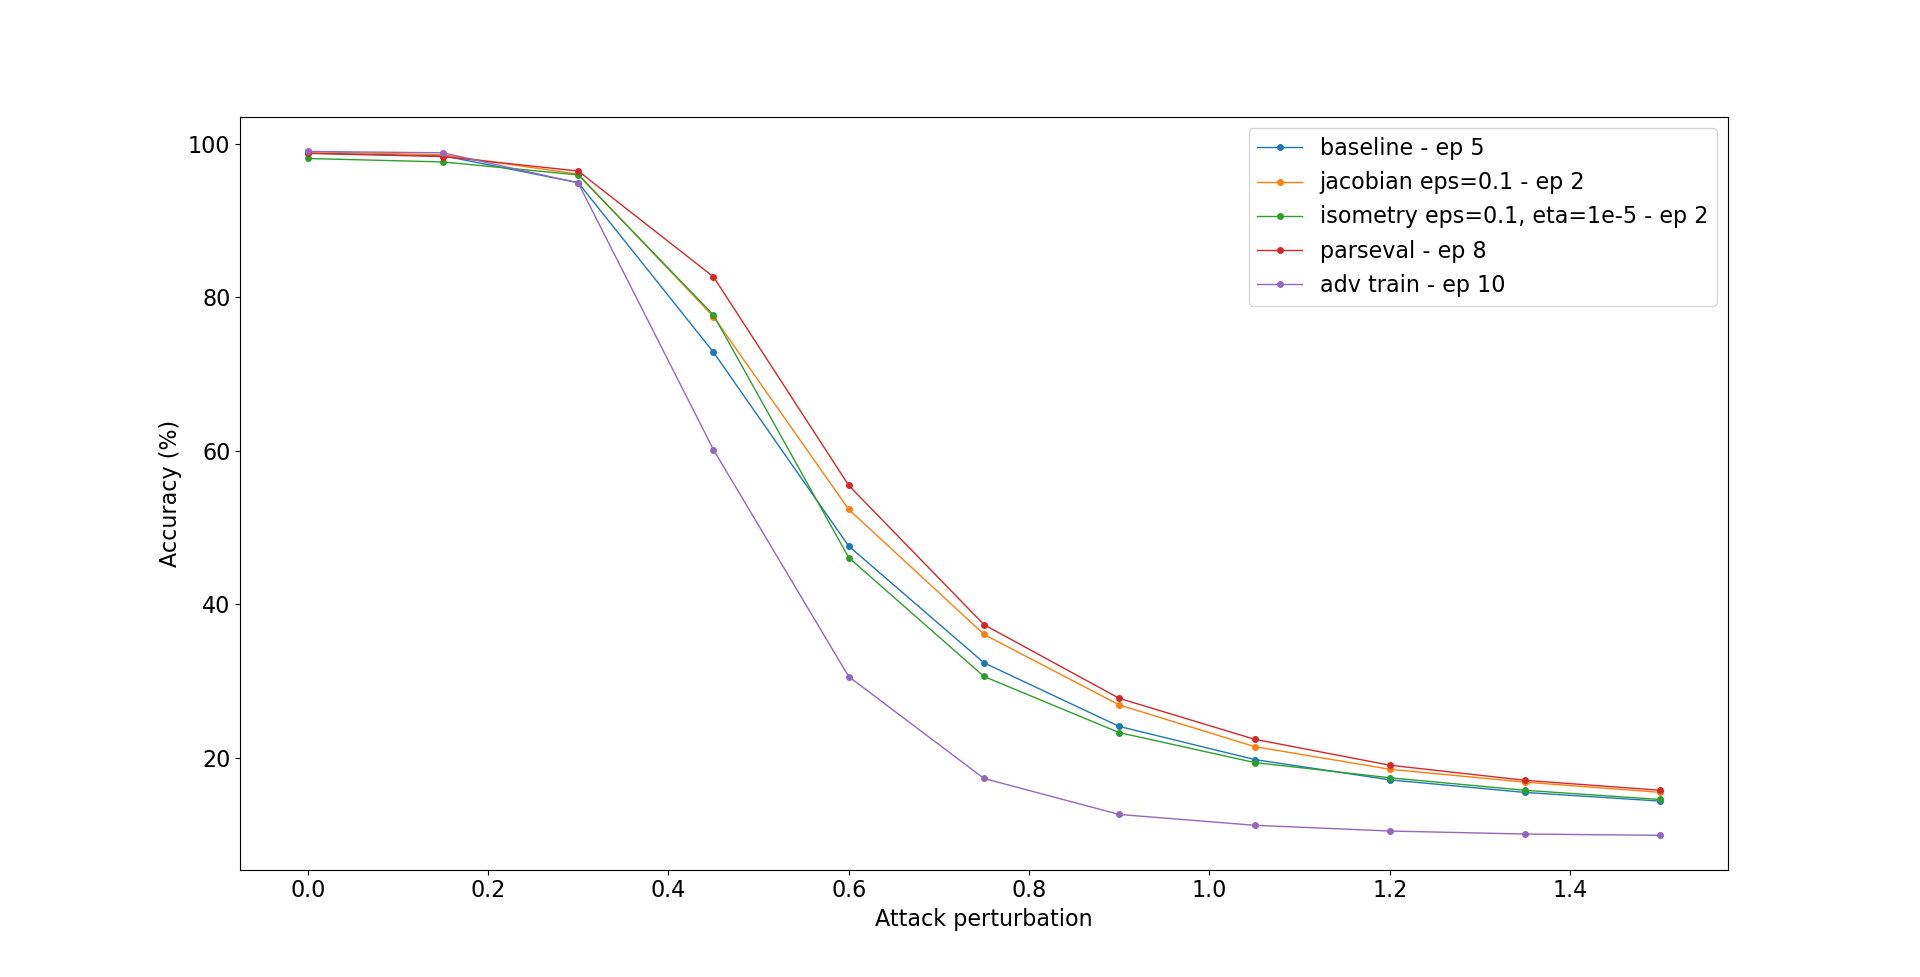 baseline - ep 5
jacobian eps=0.1 - ep 2
isometry eps=0.1, eta=1e-5 - ep 2
parseval - ep 8
adv train - ep 10
Accuracy (%)
100
80
60
40
20
0.0 0.2 0.4 0.6 0.8 1.0 1.2 1.4
Attack perturbation